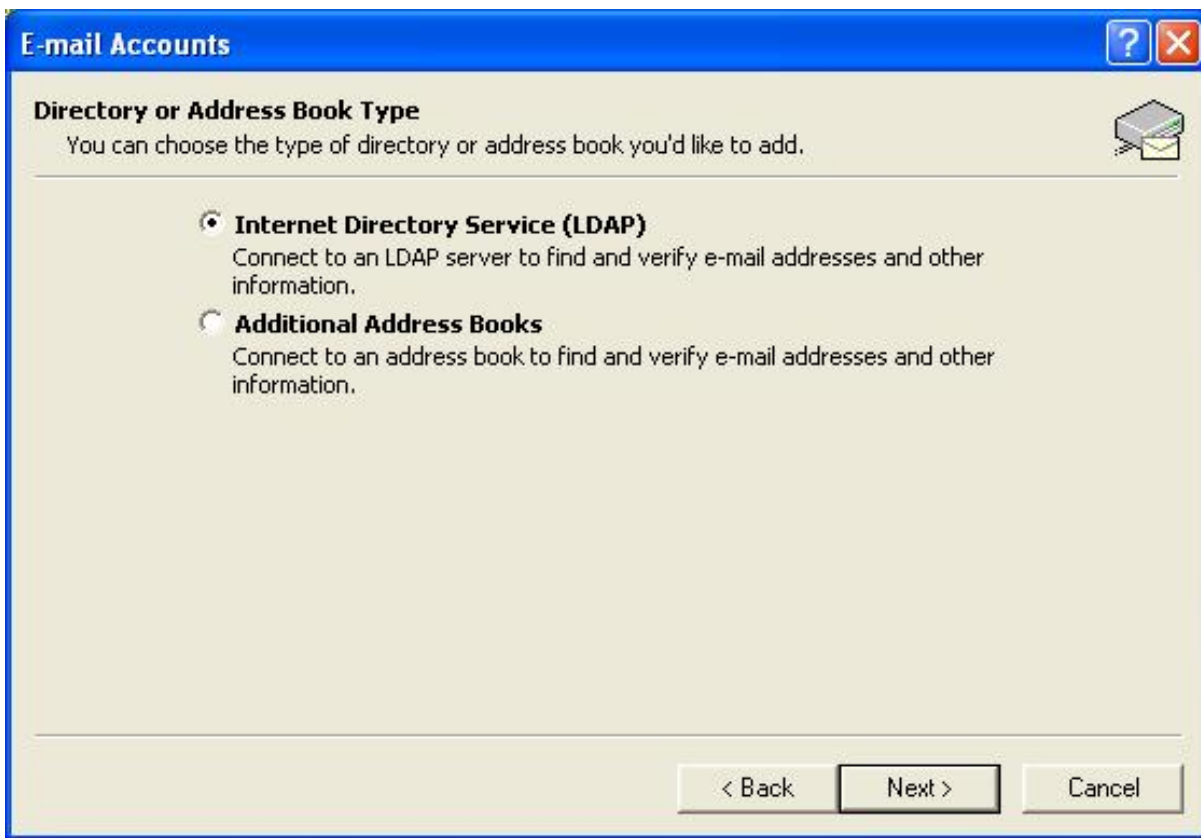 E-mail Accounts
?
Directory or Address Book Type
You can choose the type of directory or address book you'd like to add.
Internet Directory Service (LDAP)
Connect to an LDAP server to find and verify e-mail addresses and other
information.
Additional Address Books
Connect to an address book to find and verify e-mail addresses and other
information.
< Back Next > Cancel